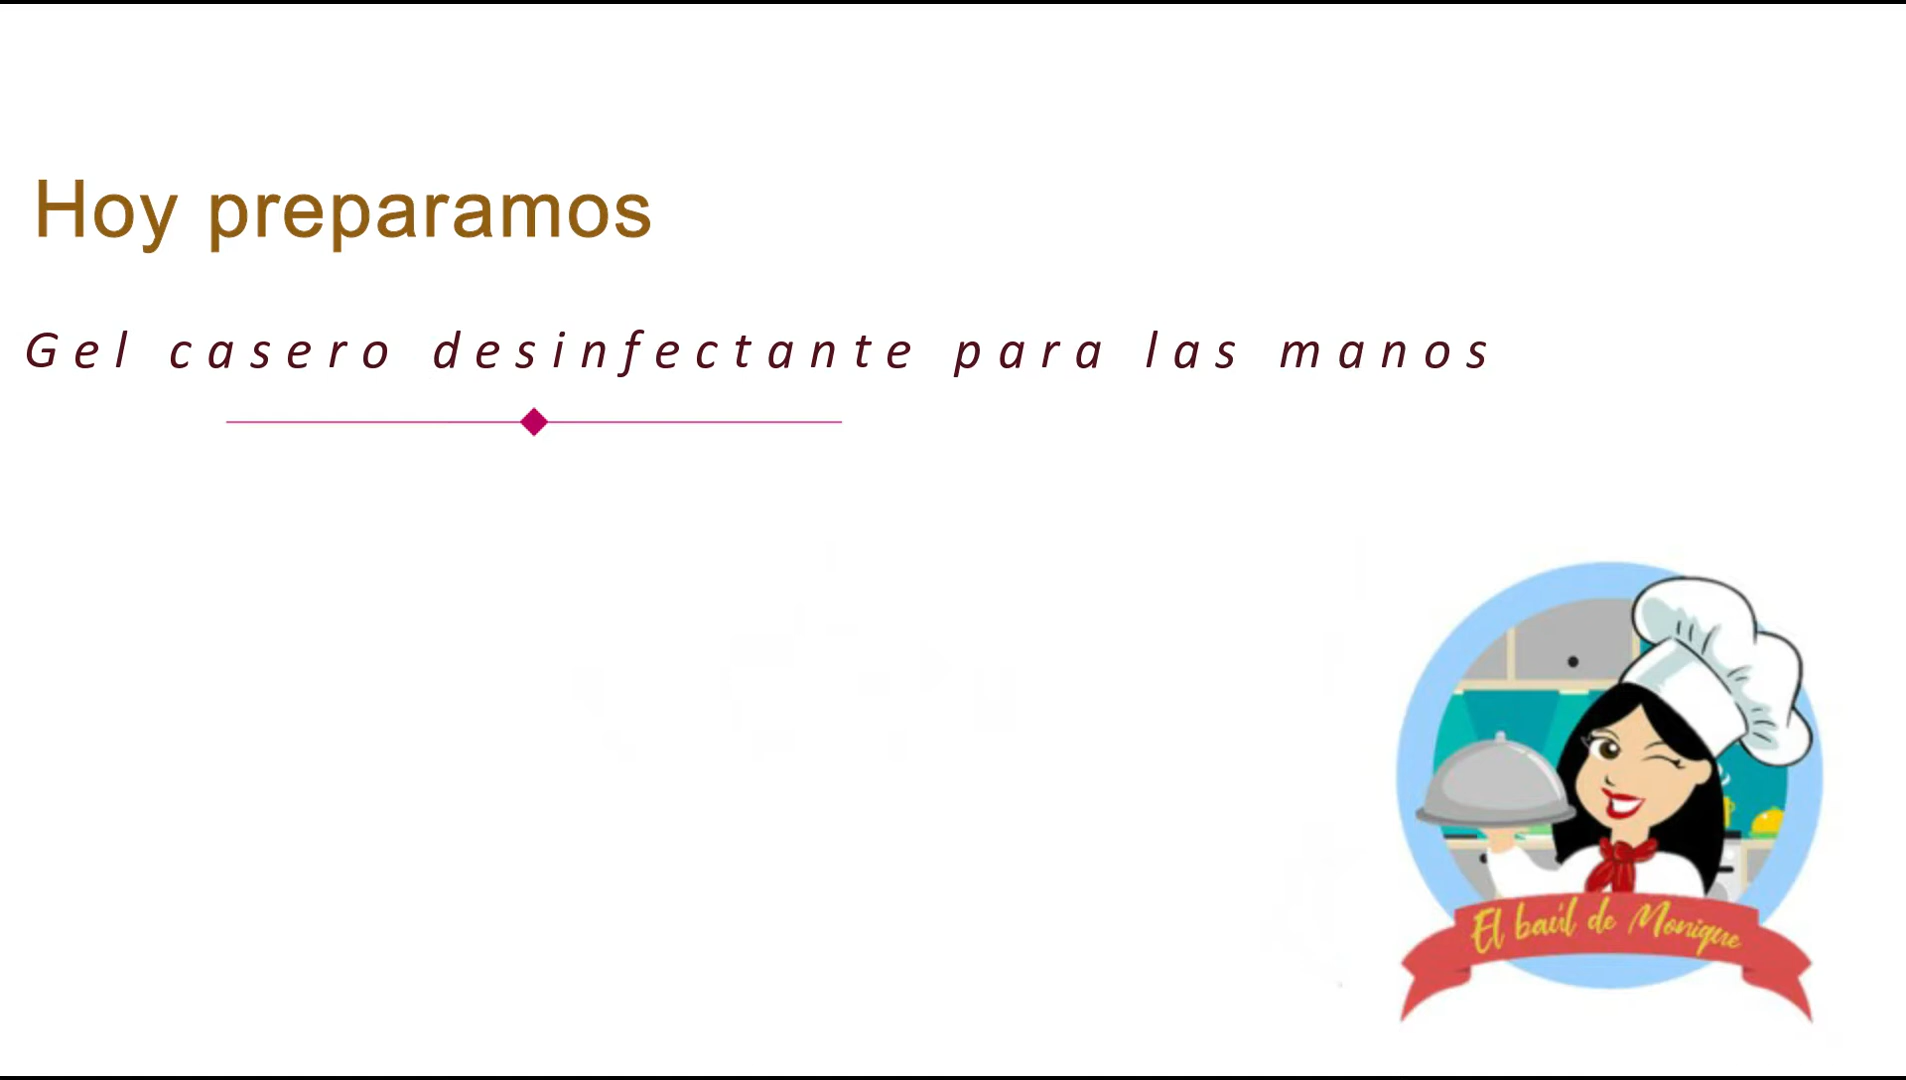 Hoy preparamos
Gel casero desinfectante para las manos
El baúl de Monique